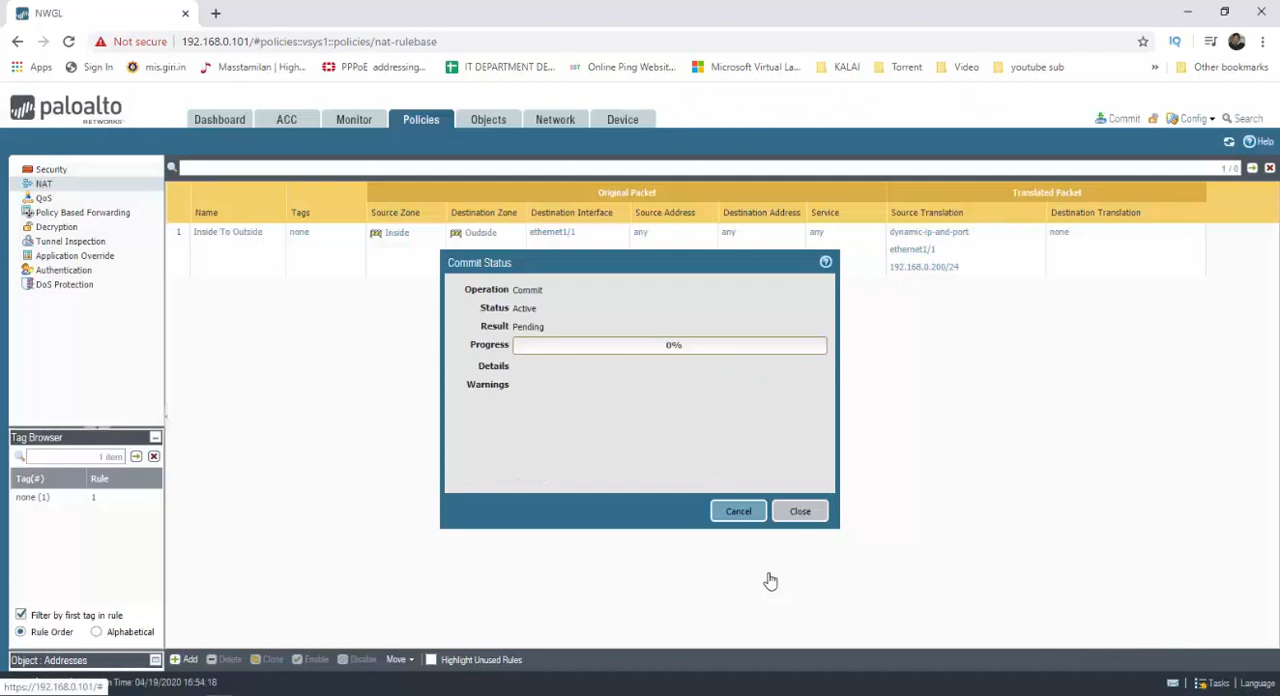 NWGL
Not secure 192.168.0.101/#policies::vsys1::policies/nat-rulebase
Apps Sign In mis.giri.in Masstamilan | High... PPPoE addressing... IT DEPARTMENT DE... Online Ping Websit... Microsoft Virtual La... KALAI Torrent Video youtube sub » Other bookmarks
paloalto
NETWORKS
Dashboard ACC Monitor Policies Objects Network Device
Commit Config Search
Help
Security
NAT
QoS
Policy Based Forwarding
Decryption
Tunnel Inspection
Application Override
Authentication
DoS Protection
Original Packet Translated Packet
Name Tags Source Zone Destination Zone Destination Interface Source Address Destination Address Service Source Translation Destination Translation
1 Inside To Outside none Inside Oudside ethernet1/1 any any any dynamic-ip-and-port none
ethernet1/1
192.168.0.200/24
Commit Status
Operation Commit
Status Active
Result Pending
Progress 0%
Details
Warnings
Cancel Close
Tag Browser
1 item
Tag(#) Rule
none (1) 1
Filter by first tag in rule
Rule Order Alphabetical
Object : Addresses
Add Delete Clone Enable Disable Move Highlight Unused Rules
https://192.168.0.101/# n Time: 04/19/2020 16:54:18
Tasks Language